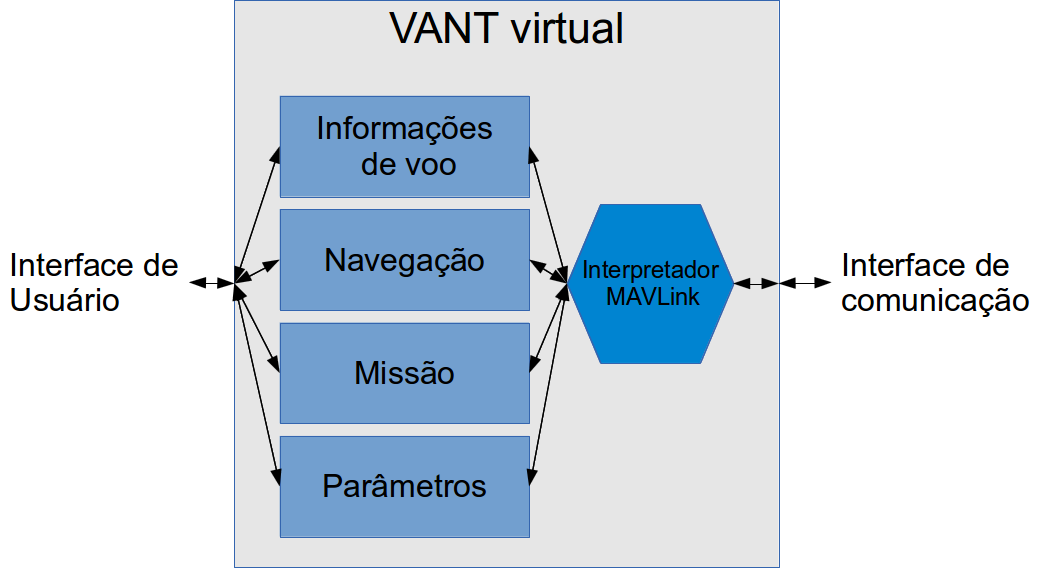 VANT virtual
Informações
de voo
Navegação
Missão
Parâmetros
Interpretador
MAVLink
Interface de
Usuário
Interface de
comunicação